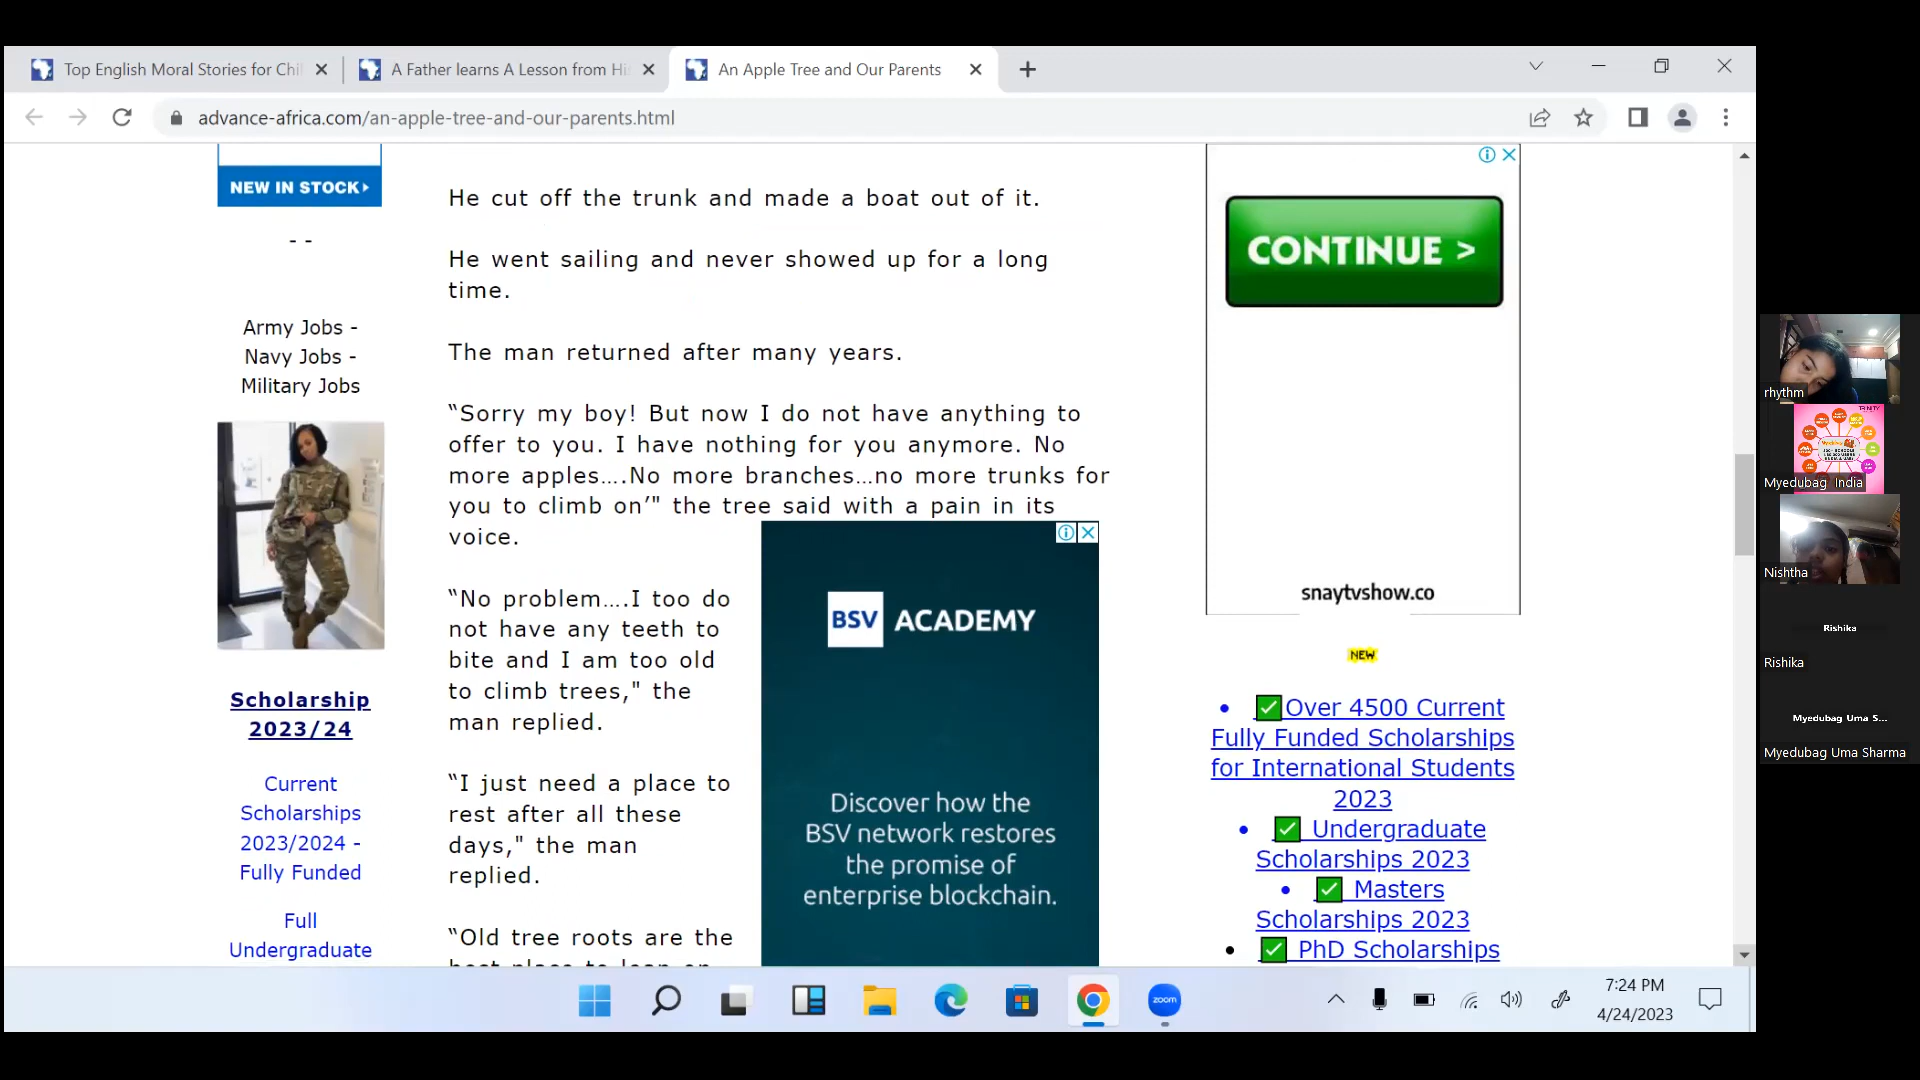 Top English Moral Stories for Chi
A Father learns A Lesson from Hi
An Apple Tree and Our Parents
advance-africa.com/an-apple-tree-and-our-parents.html
NEW IN STOCK
- -
Army Jobs -
Navy Jobs -
Military Jobs
Scholarship
2023/24
Current
Scholarships
2023/2024 -
Fully Funded
Full
Undergraduate
He cut off the trunk and made a boat out of it.
He went sailing and never showed up for a long
time.
The man returned after many years.
“Sorry my boy! But now I do not have anything to
offer to you. I have nothing for you anymore. No
more apples….No more branches…no more trunks for
you to climb on’" the tree said with a pain in its
voice.
“No problem….I too do
not have any teeth to
bite and I am too old
to climb trees," the
man replied.
“I just need a place to
rest after all these
days," the man
replied.
“Old tree roots are the
best place to lean on
BSV ACADEMY
Discover how the
BSV network restores
the promise of
enterprise blockchain.
CONTINUE >
snaytvshow.co
NEW
Over 4500 Current
Fully Funded Scholarships
for International Students
2023
Undergraduate
Scholarships 2023
Masters
Scholarships 2023
PhD Scholarships
rhythm
TRINITY
Myedubag India
Nishtha
Rishika
Rishika
Myedubag Uma S...
Myedubag Uma Sharma
zoom
7:24 PM
4/24/2023